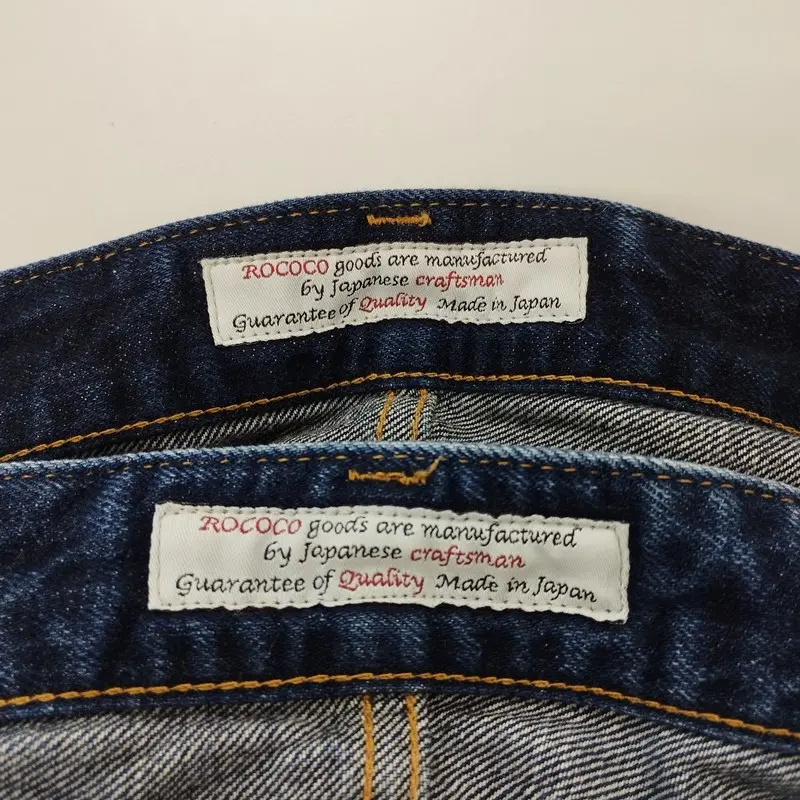 ROCOCO goods are manufactured
by Japanese craftsman
Guarantee of Quality Made in Japan
ROCOCO goods are manufactured
by Japanese craftsman
Guarantee of Quality Made in Japan